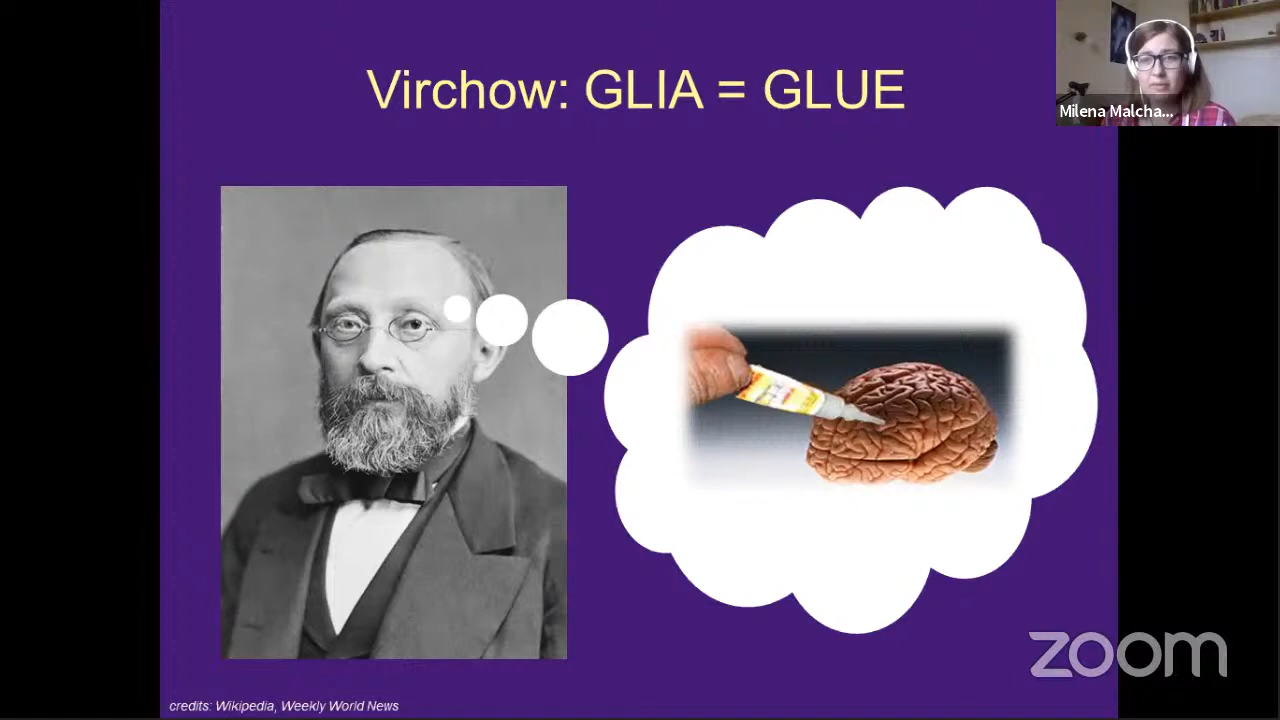 Virchow: GLIA = GLUE
Milena Malcha...
zoom
credits: Wikipedia, Weekly World News